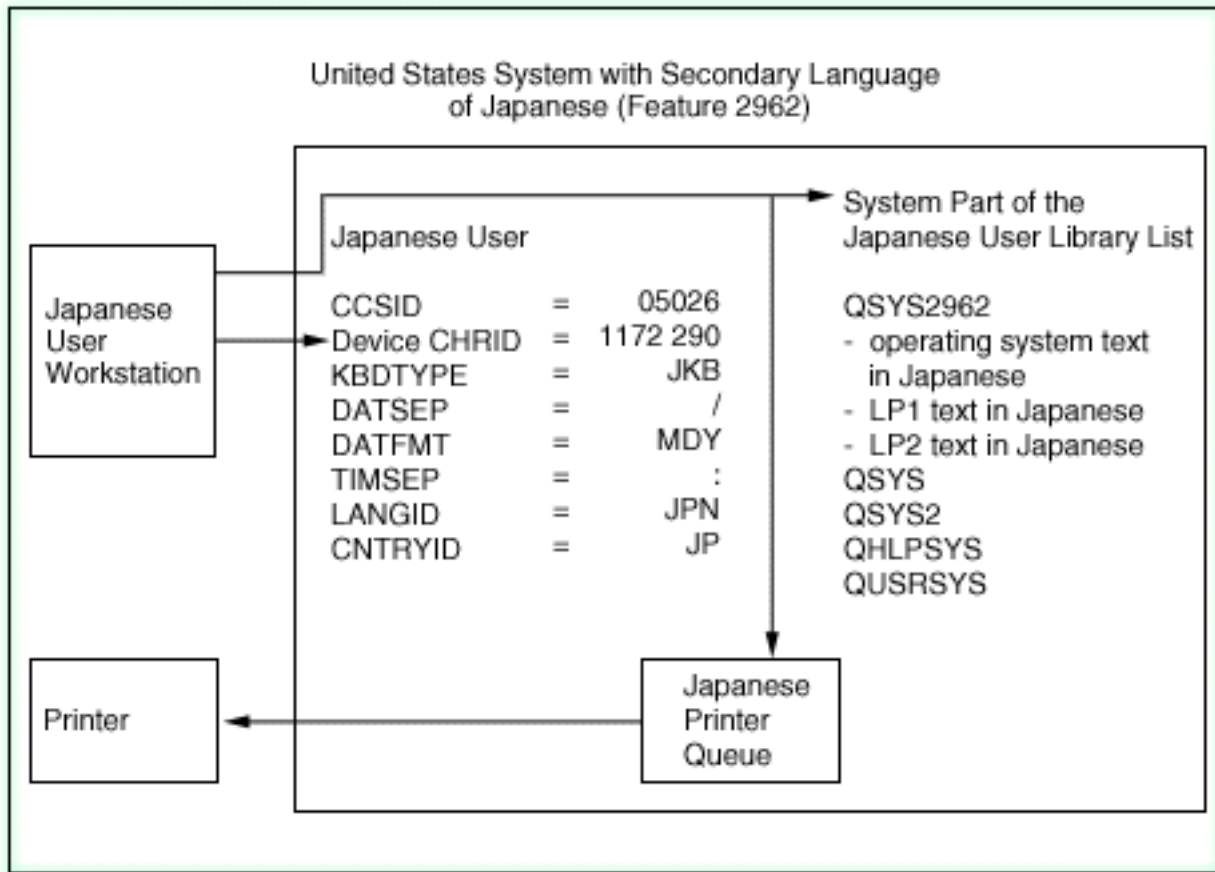 United States System with Secondary Language
of Japanese (Feature 2962)
Japanese
User
Workstation
Japanese User
CCSID = 05026
Device CHRID = 1172 290
KBDTYPE = JKB
DATSEP = /
DATFMT = MDY
TIMSEP = :
LANGID = JPN
CNTRYID = JP
System Part of the
Japanese User Library List
QSYS2962
- operating system text
in Japanese
- LP1 text in Japanese
- LP2 text in Japanese
QSYS
QSYS2
QHLPSYS
QUSRSYS
Printer
Japanese
Printer
Queue